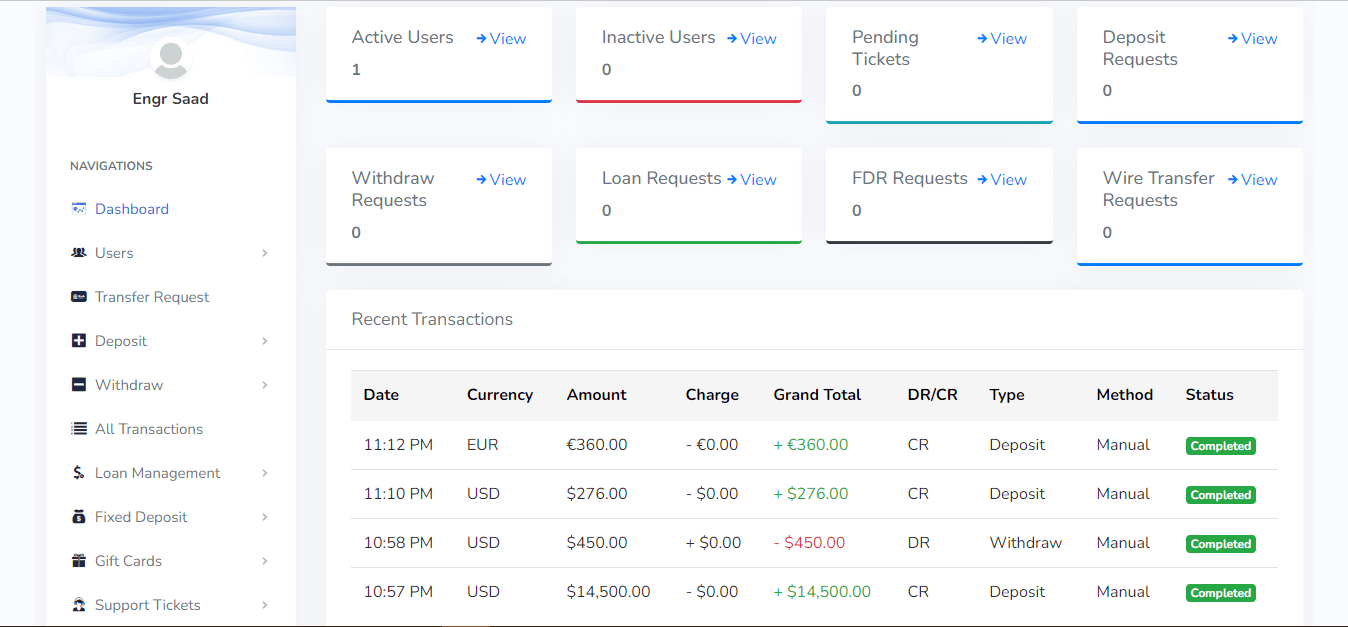 Engr Saad
NAVIGATIONS
Dashboard
Users
Transfer Request
Deposit
Withdraw
All Transactions
Loan Management
Fixed Deposit
Gift Cards
Support Tickets
Active Users View
1
Inactive Users View
0
Pending View
Tickets
0
Deposit View
Requests
0
Withdraw View
Requests
0
Loan Requests View
0
FDR Requests View
0
Wire Transfer View
Requests
0
Recent Transactions
Date Currency Amount Charge Grand Total DR/CR Type Method Status
11:12 PM EUR €360.00 - €0.00 + €360.00 CR Deposit Manual Completed
11:10 PM USD $276.00 - $0.00 + $276.00 CR Deposit Manual Completed
10:58 PM USD $450.00 + $0.00 - $450.00 DR Withdraw Manual Completed
10:57 PM USD $14,500.00 - $0.00 + $14,500.00 CR Deposit Manual Completed